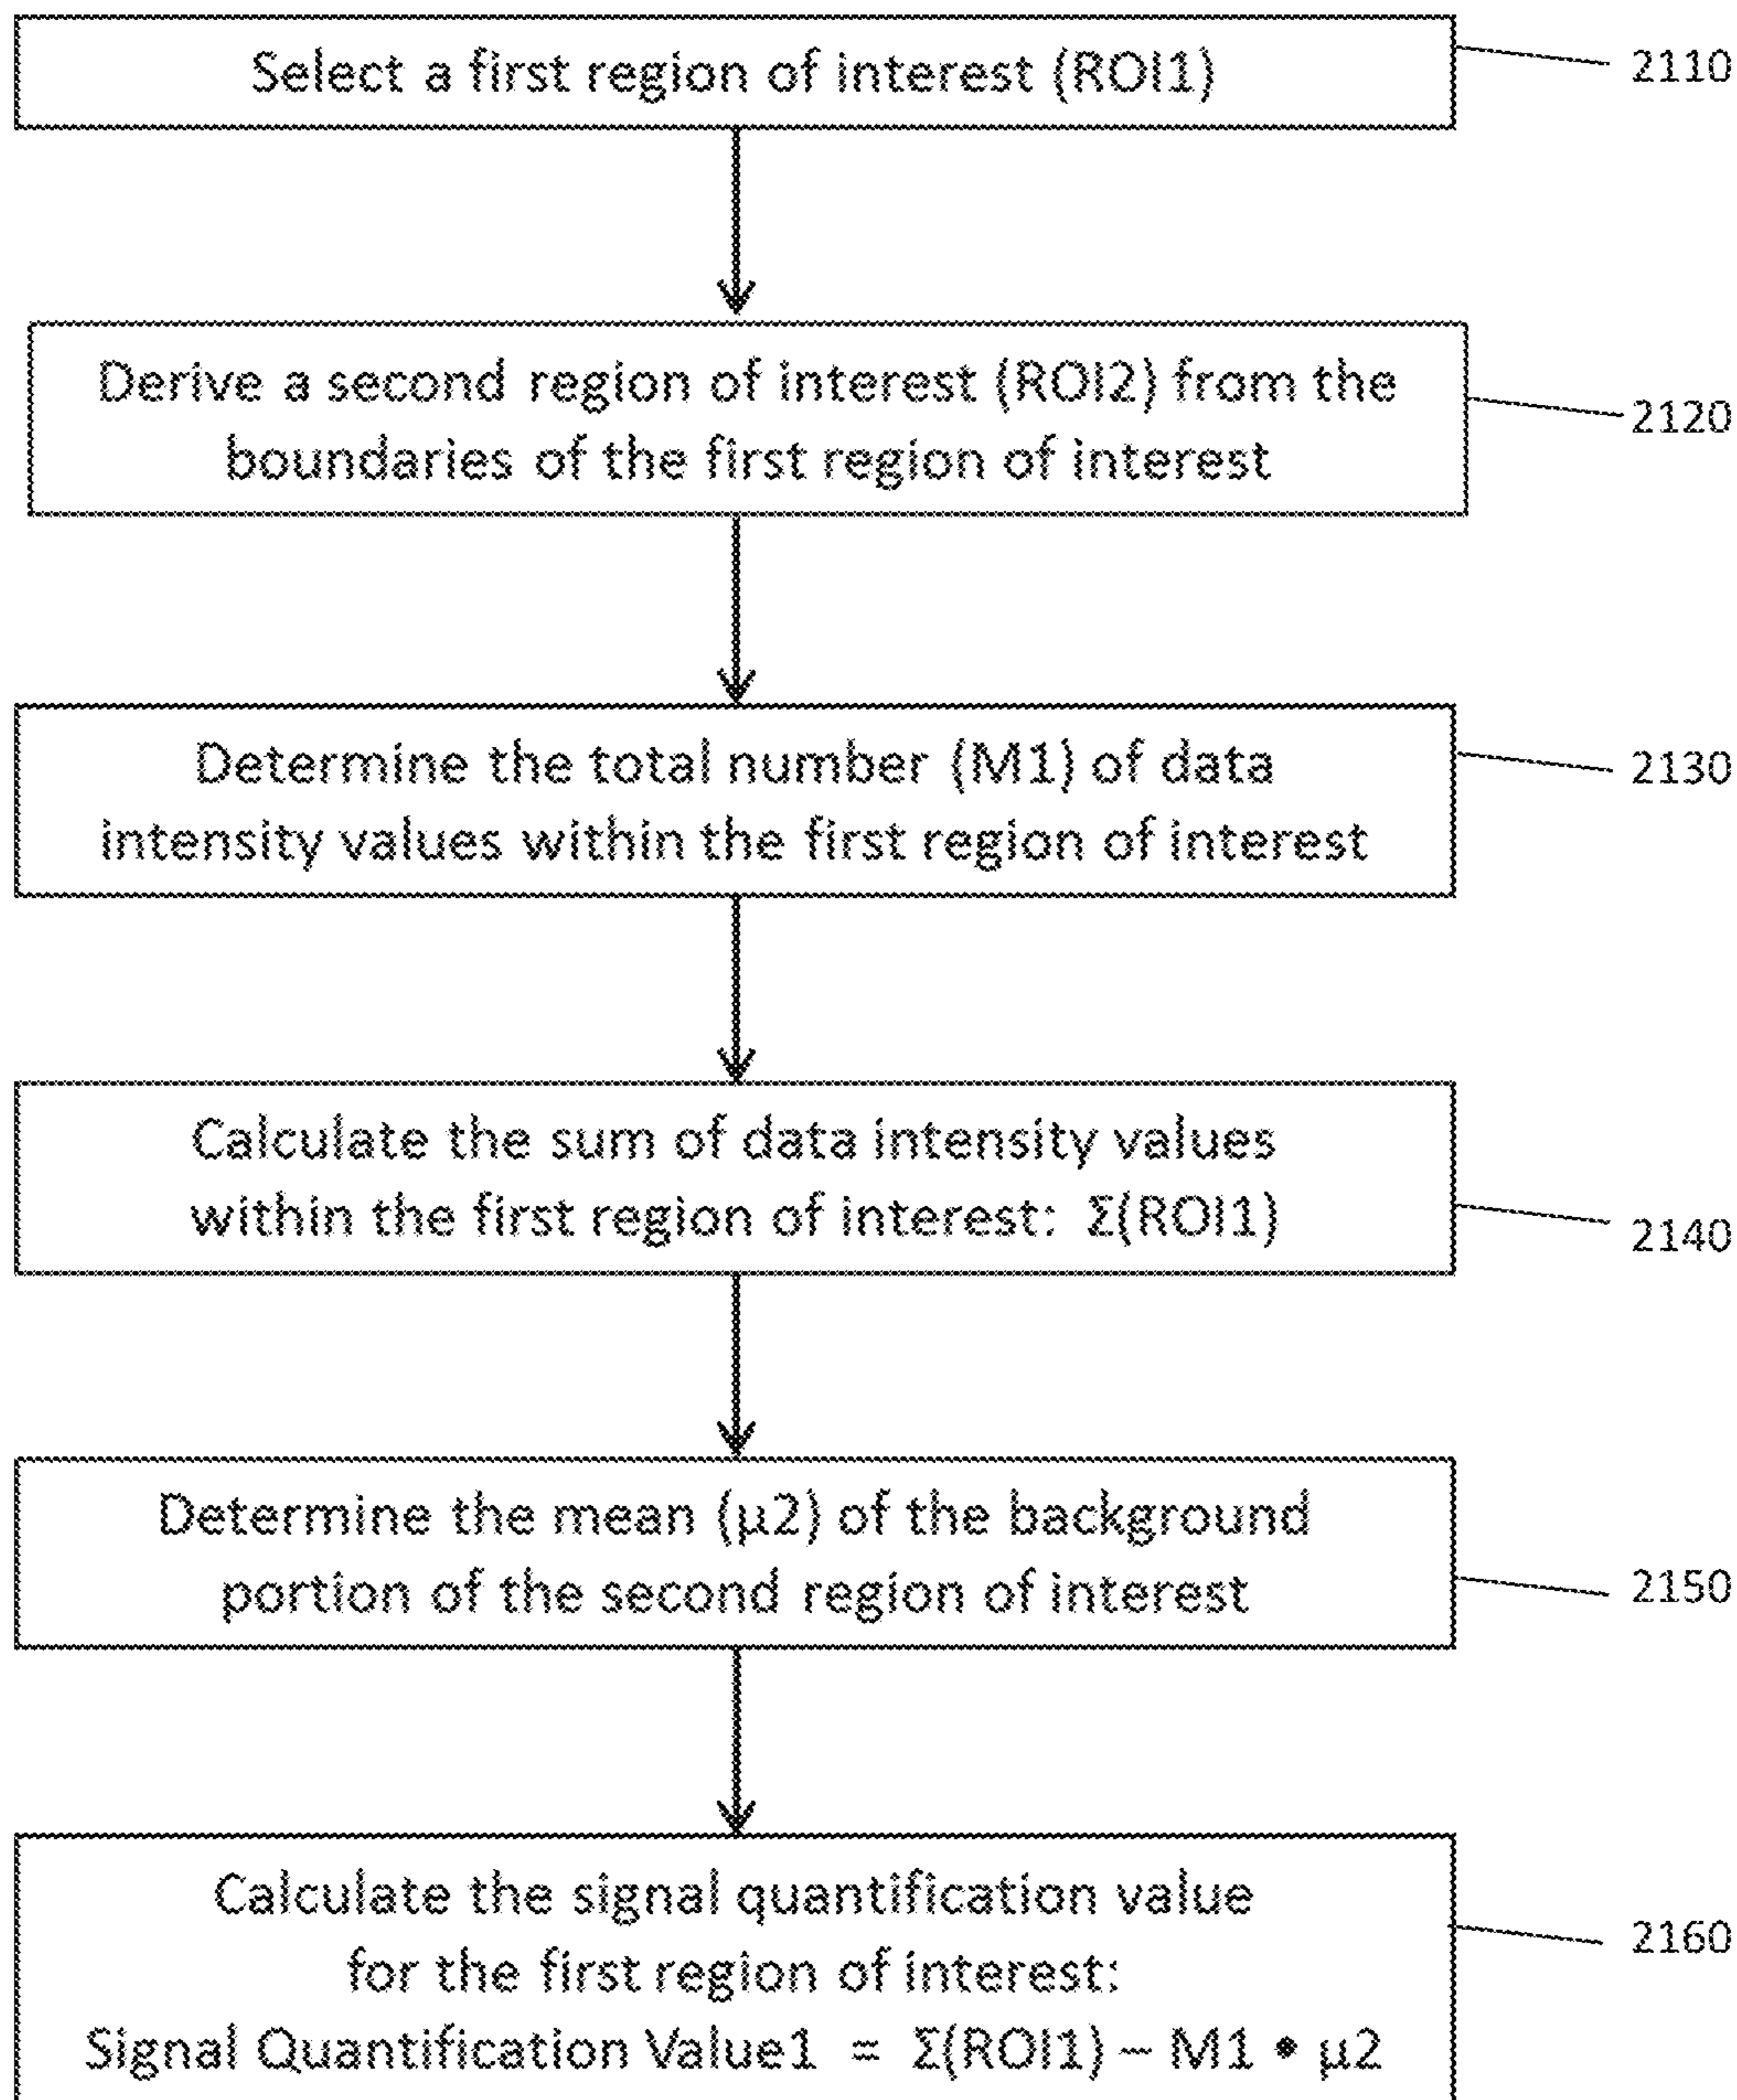 Select a first region of interest (ROI1)
2110
Derive a second region of interest (ROI2) from the
boundaries of the first region of interest
2120
Determine the total number (M1) of data
intensity values within the first region of interest
2130
Calculate the sum of data intensity values
within the first region of interest: Σ(ROI1)
2140
Determine the mean (µ2) of the background
portion of the second region of interest
2150
Calculate the signal quantification value
for the first region of interest:
Signal Quantification Value1 = Σ(ROI1) – M1 • µ2
2160